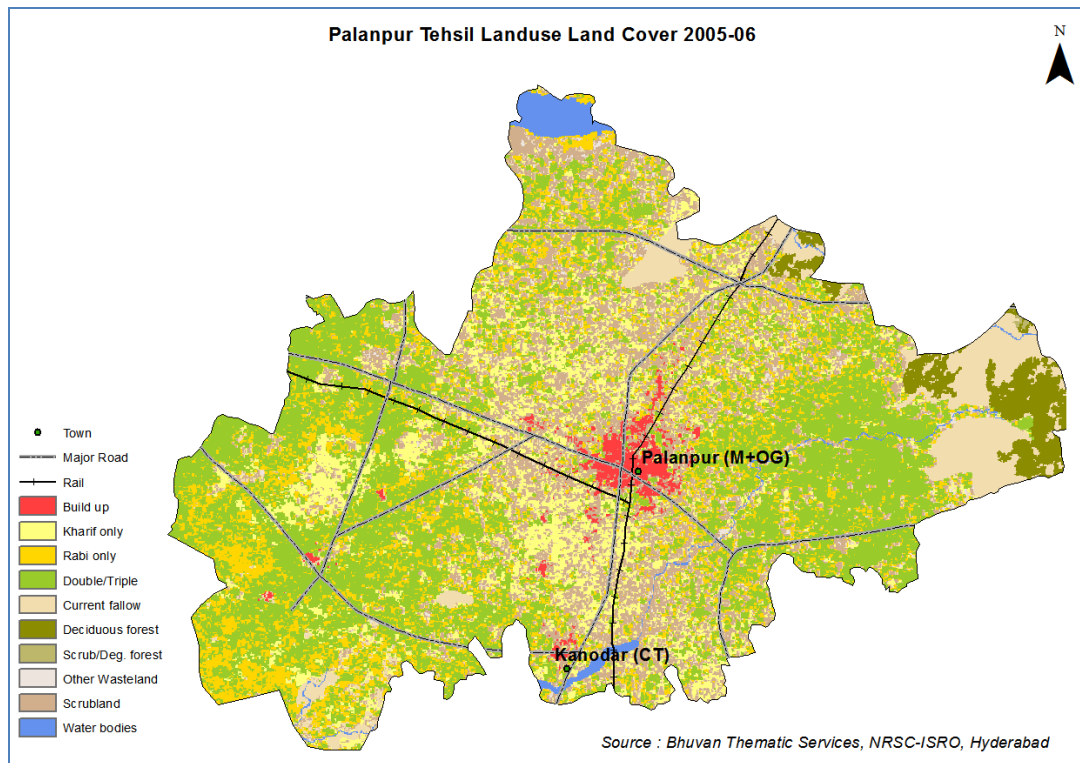 Palanpur Tehsil Landuse Land Cover 2005-06
N
Palanpur (M+OG)
Kanodar (CT)
Town
Major Road
Rail
Build up
Kharif only
Rabi only
Double/Triple
Current fallow
Deciduous forest
Scrub/Deg. forest
Other Wasteland
Scrubland
Water bodies
Source : Bhuvan Thematic Services, NRSC-ISRO, Hyderabad